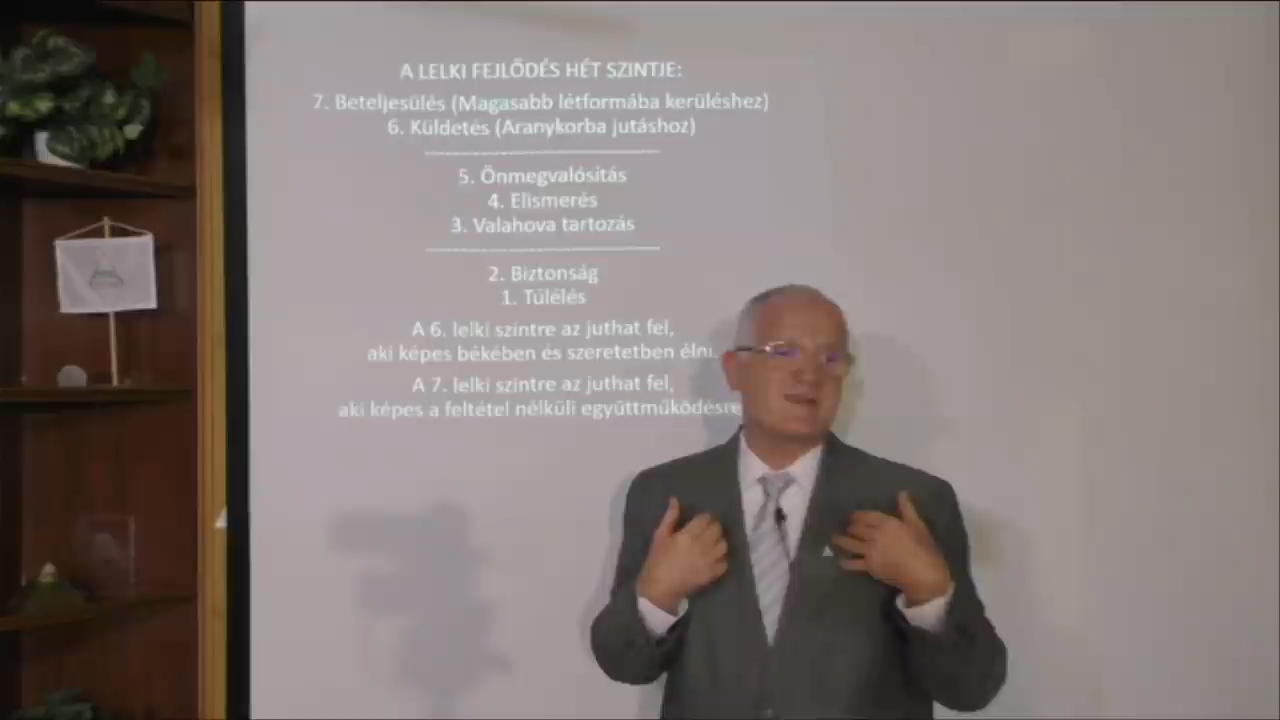 A LELKI FEJLŐDÉS HÉT SZINTJE:
7. Beteljesülés (Magasabb létformába kerüléshez)
6. Küldetés (Aranykorba jutáshoz)
5. Önmegvalósítás
4. Elismerés
3. Valahova tartozás
2. Biztonság
1. Túlélés
A 6. lelki szintre az juthat fel,
aki képes békében és szeretetben élni.
A 7. lelki szintre az juthat fel,
aki képes a feltétel nélküli együttműködésre